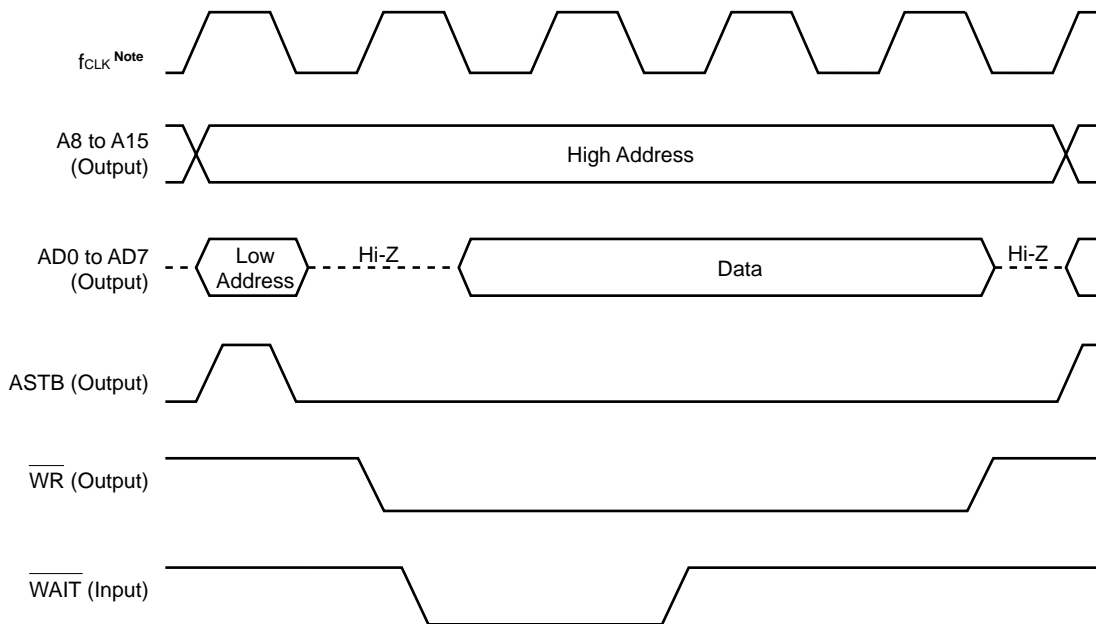 fCLK Note
A8 to A15
(Output)
High Address
AD0 to AD7
(Output)
Low
Address
Hi-Z
Data
Hi-Z
ASTB (Output)
WR (Output)
WAIT (Input)